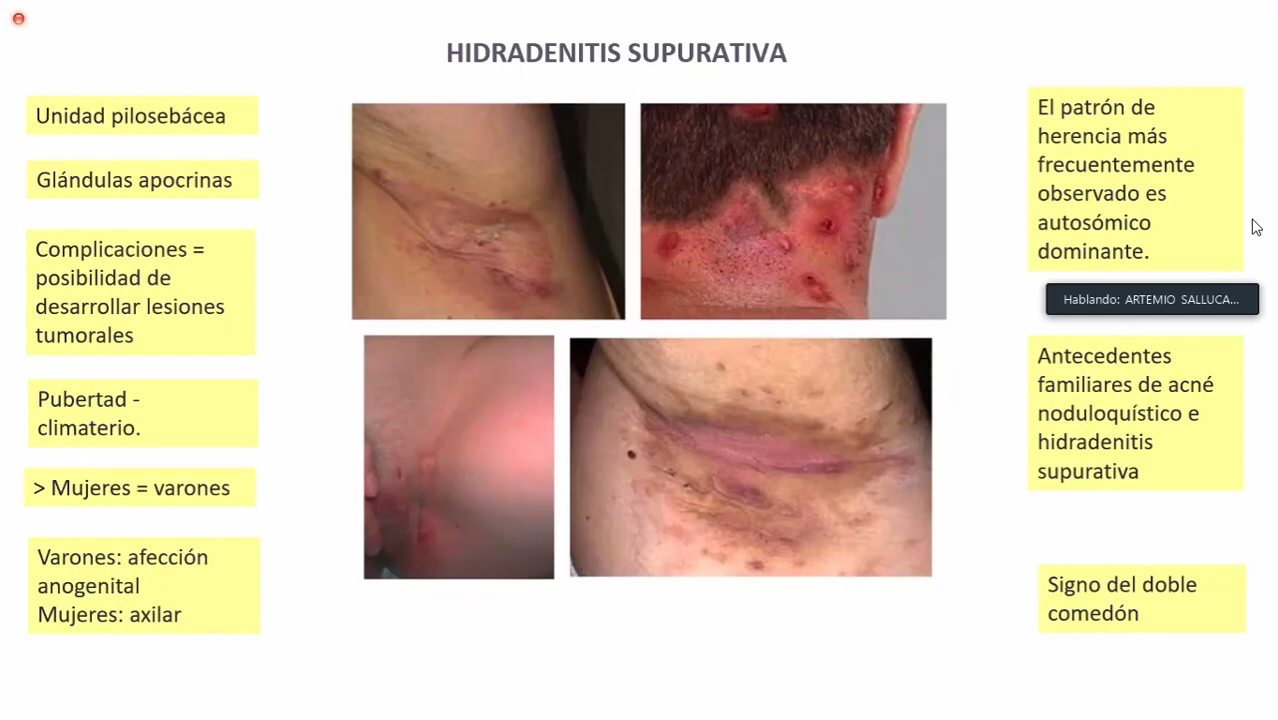 HIDRADENITIS SUPURATIVA
Unidad pilosebácea
Glándulas apocrinas
Complicaciones =
posibilidad de
desarrollar lesiones
tumorales
Pubertad -
climaterio.
> Mujeres = varones
Varones: afección
anogenital
Mujeres: axilar
El patrón de
herencia más
frecuentemente
observado es
autosómico
dominante.
Hablando: ARTEMIO SALLUCA...
Antecedentes
familiares de acné
noduloquístico e
hidradenitis
supurativa
Signo del doble
comedón